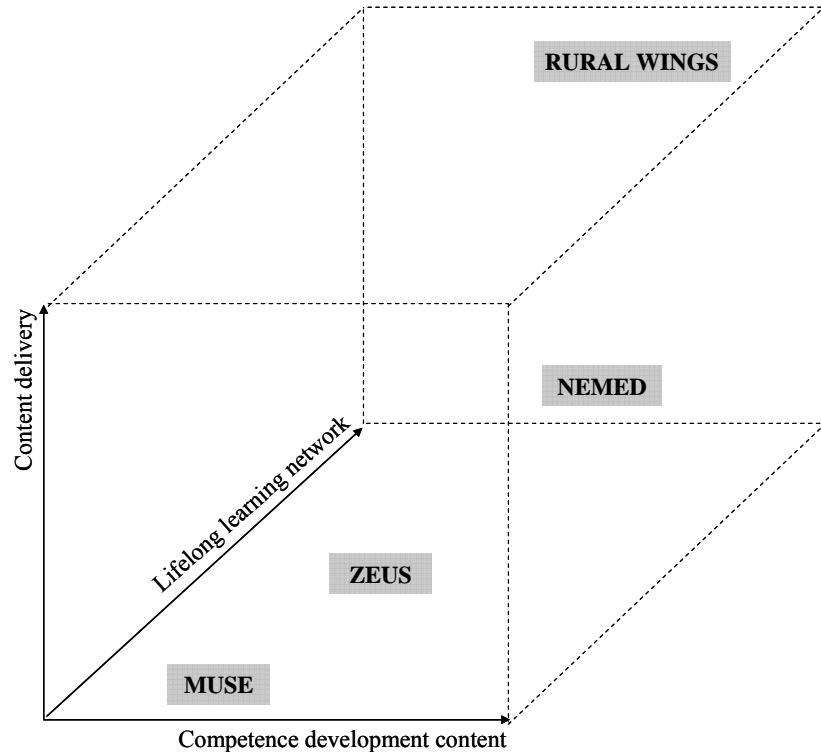 RURAL WINGS
Content delivery
NEMED
Lifelong learning network
ZEUS
MUSE
Competence development content